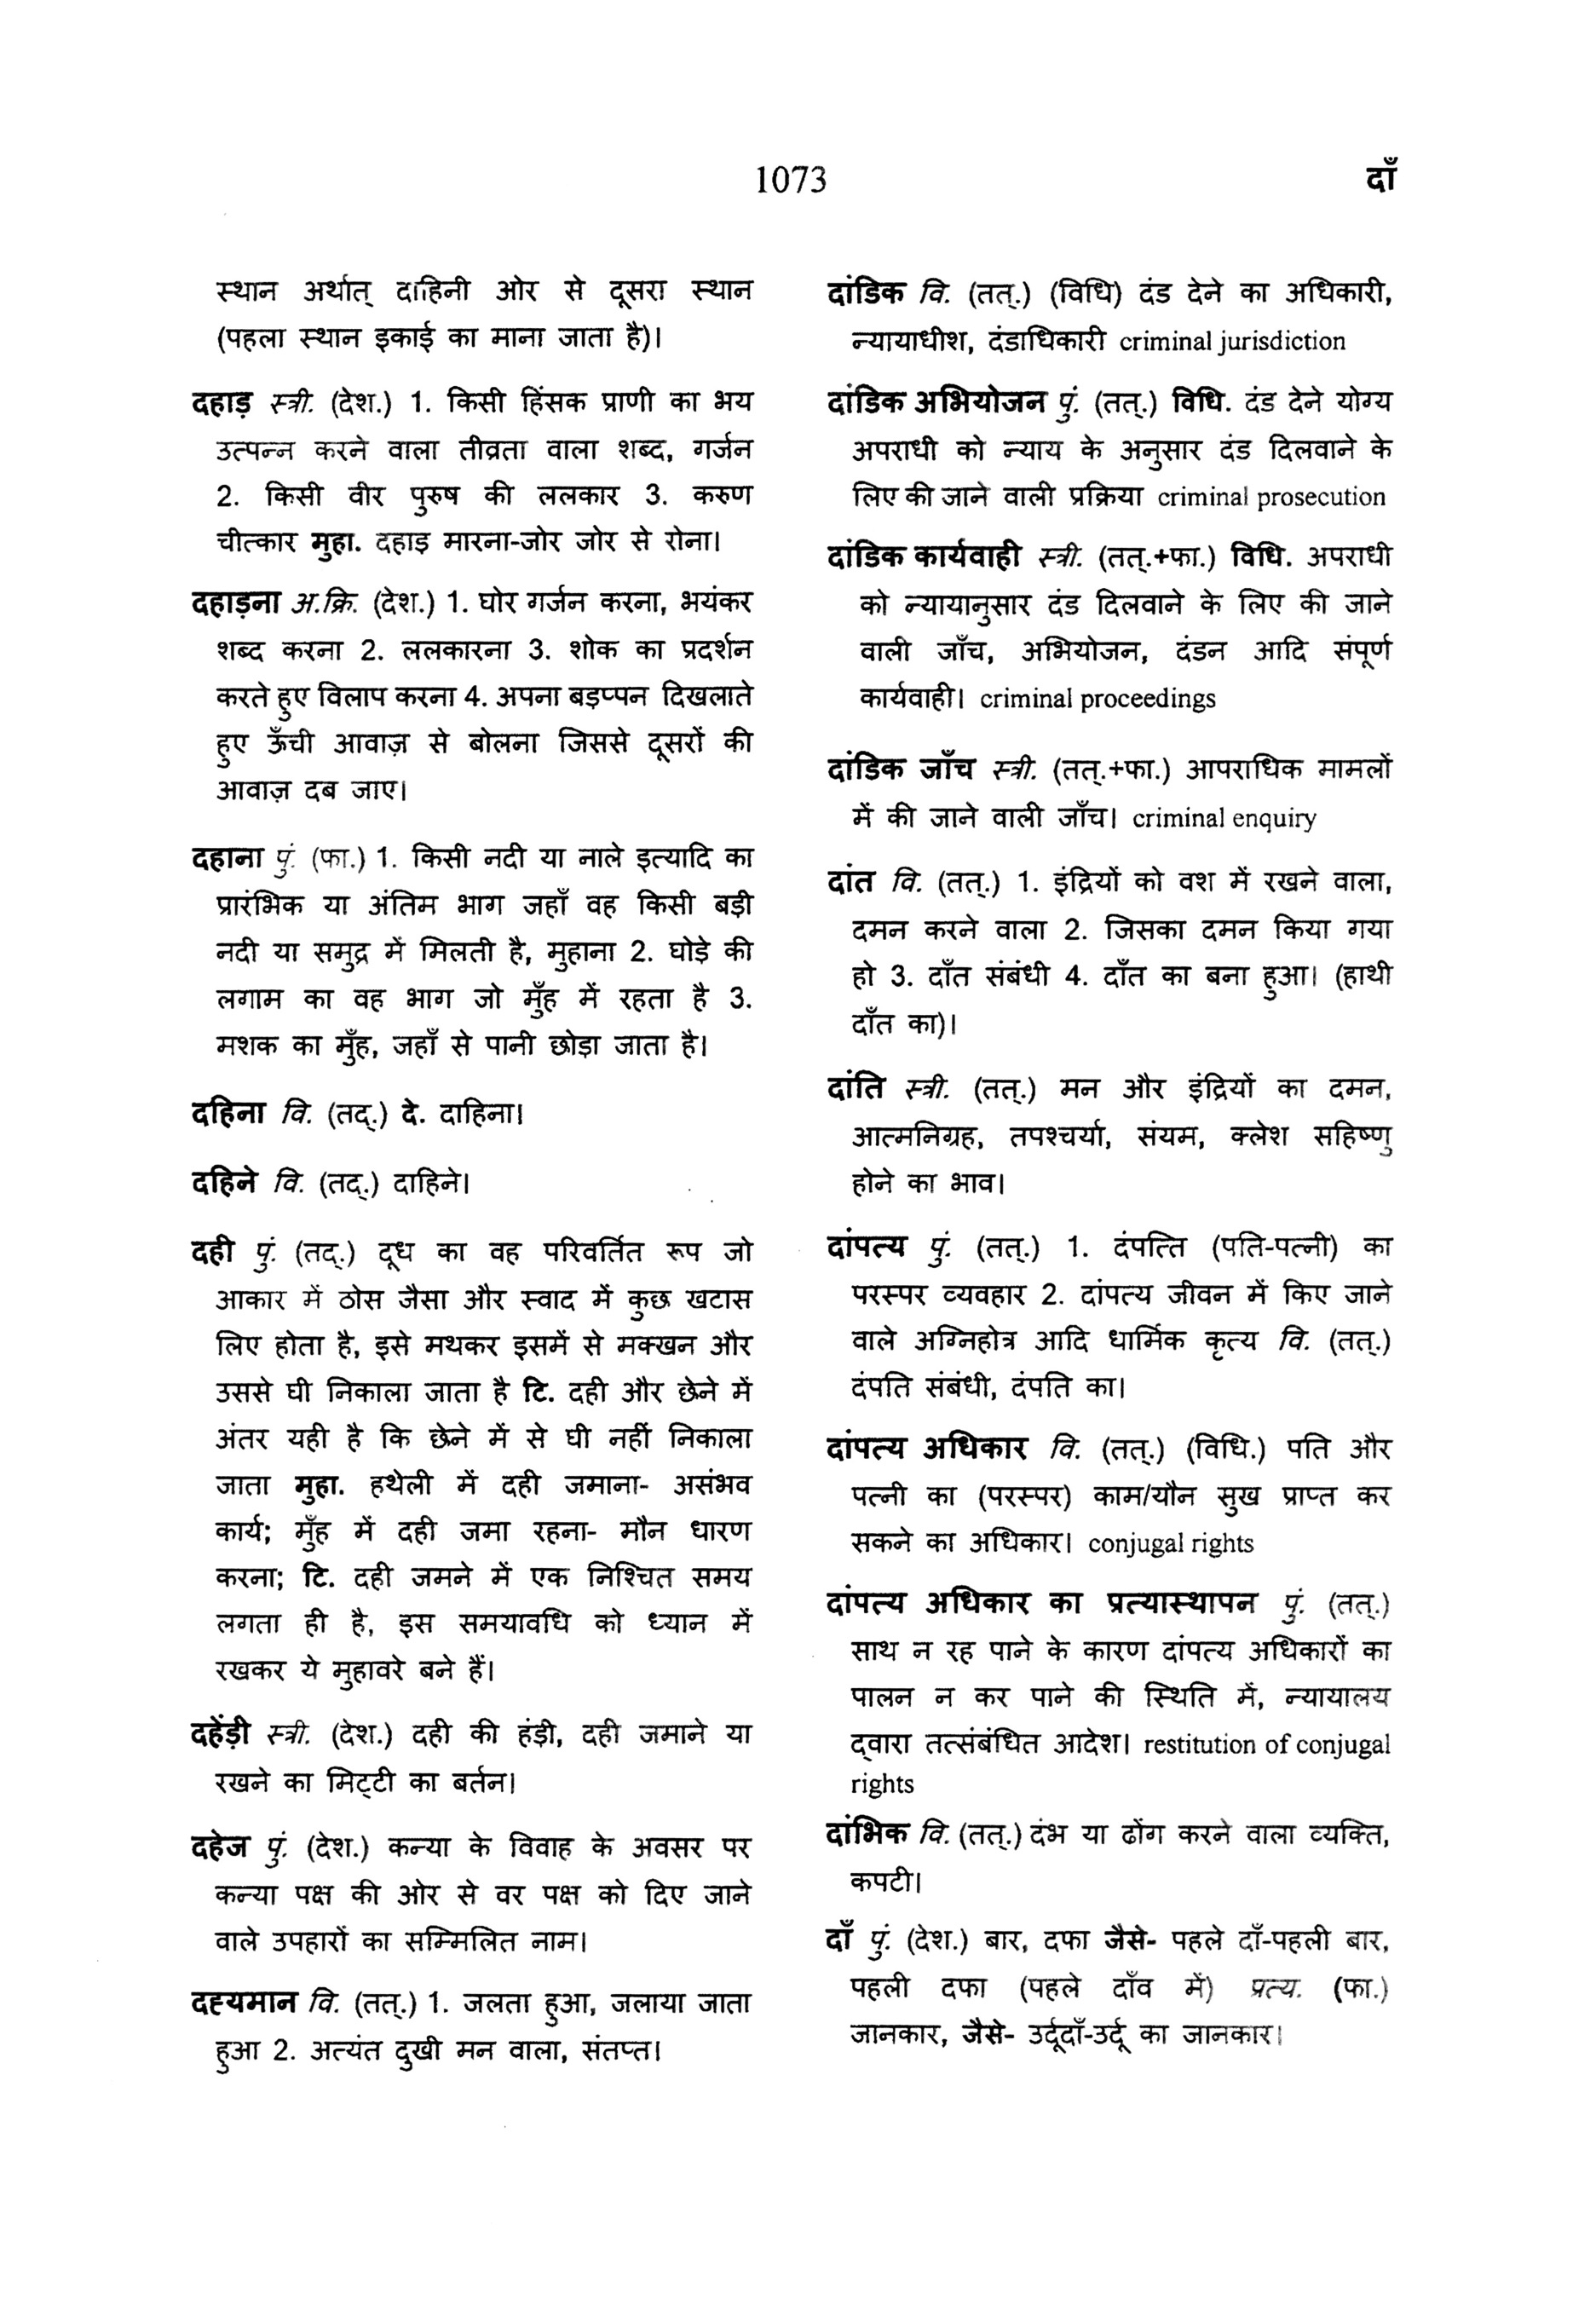 1073
दाँ
स्थान अर्थात् दाहिनी ओर से दूसरा स्थान
(पहला स्थान इकाई का माना जाता है)।
दहाड़ स्त्री. (देश.) 1. किसी हिंसक प्राणी का भय
उत्पन्न करने वाला तीव्रता वाला शब्द, गर्जन
2. किसी वीर पुरुष की ललकार 3. करुण
चीत्कार मुहा. दहाड़ मारना-जोर जोर से रोना।
दहाड़ना अ.क्रि. (देश.) 1. घोर गर्जन करना, भयंकर
शब्द करना 2. ललकारना 3. शोक का प्रदर्शन
करते हुए विलाप करना 4. अपना बड़प्पन दिखलाते
हुए ऊँची आवाज़ से बोलना जिससे दूसरों की
आवाज़ दब जाए।
दहाना पुं. (फा.) 1. किसी नदी या नाले इत्यादि का
प्रारंभिक या अंतिम भाग जहाँ वह किसी बड़ी
नदी या समुद्र में मिलती है, मुहाना 2. घोड़े की
लगाम का वह भाग जो मुँह में रहता है 3.
मशक का मुँह, जहाँ से पानी छोड़ा जाता है।
दहिना वि. (तद्.) दे. दाहिना।
दहिने वि. (तद्.) दाहिने।
दही पुं. (तद्.) दूध का वह परिवर्तित रूप जो
आकार में ठोस जैसा और स्वाद में कुछ खटास
लिए होता है, इसे मथकर इसमें से मक्खन और
उससे घी निकाला जाता है टि. दही और छेने में
अंतर यही है कि छेने में से घी नहीं निकाला
जाता मुहा. हथेली में दही जमाना- असंभव
कार्य; मुँह में दही जमा रहना- मौन धारण
करना; टि. दही जमने में एक निश्चित समय
लगता ही है, इस समयावधि को ध्यान में
रखकर ये मुहावरे बने हैं।
दहेंड़ी स्त्री. (देश.) दही की हंड़ी, दही जमाने या
रखने का मिट्टी का बर्तन।
दहेज पुं. (देश.) कन्या के विवाह के अवसर पर
कन्या पक्ष की ओर से वर पक्ष को दिए जाने
वाले उपहारों का सम्मिलित नाम।
दह्यमान वि. (तत्.) 1. जलता हुआ, जलाया जाता
हुआ 2. अत्यंत दुखी मन वाला, संतप्त।
दांडिक वि. (तत्.) (विधि) दंड देने का अधिकारी,
न्यायाधीश, दंडाधिकारी criminal jurisdiction
दांडिक अभियोजन पुं. (तत्.) विधि. दंड देने योग्य
अपराधी को न्याय के अनुसार दंड दिलवाने के
लिए की जाने वाली प्रक्रिया criminal prosecution
दांडिक कार्यवाही स्त्री. (तत्.+फा.) विधि. अपराधी
को न्यायानुसार दंड दिलवाने के लिए की जाने
वाली जाँच, अभियोजन, दंडन आदि संपूर्ण
कार्यवाही। criminal proceedings
दांडिक जाँच स्त्री. (तत्.+फा.) आपराधिक मामलों
में की जाने वाली जाँच। criminal enquiry
दांत वि. (तत्.) 1. इंद्रियों को वश में रखने वाला,
दमन करने वाला 2. जिसका दमन किया गया
हो 3. दाँत संबंधी 4. दाँत का बना हुआ। (हाथी
दाँत का)।
दांति स्त्री. (तत्.) मन और इंद्रियों का दमन,
आत्मनिग्रह, तपश्चर्या, संयम, क्लेश सहिष्णु
होने का भाव।
दांपत्य पुं. (तत्.) 1. दंपत्ति (पति-पत्नी) का
परस्पर व्यवहार 2. दांपत्य जीवन में किए जाने
वाले अग्निहोत्र आदि धार्मिक कृत्य वि. (तत्.)
दंपति संबंधी, दंपति का।
दांपत्य अधिकार वि. (तत्.) (विधि.) पति और
पत्नी का (परस्पर) काम/यौन सुख प्राप्त कर
सकने का अधिकार। conjugal rights
दांपत्य अधिकार का प्रत्यास्थापन पुं. (तत्.)
साथ न रह पाने के कारण दांपत्य अधिकारों का
पालन न कर पाने की स्थिति में, न्यायालय
द्वारा तत्संबंधित आदेश। restitution of conjugal
rights
दांभिक वि. (तत्.) दंभ या ढोंग करने वाला व्यक्ति,
कपटी।
दाँ पुं. (देश.) बार, दफा जैसे- पहले दाँ-पहली बार,
पहली दफा (पहले दाँव में) प्रत्य. (फा.)
जानकार, जैसे- उर्दूदाँ-उर्दू का जानकार।